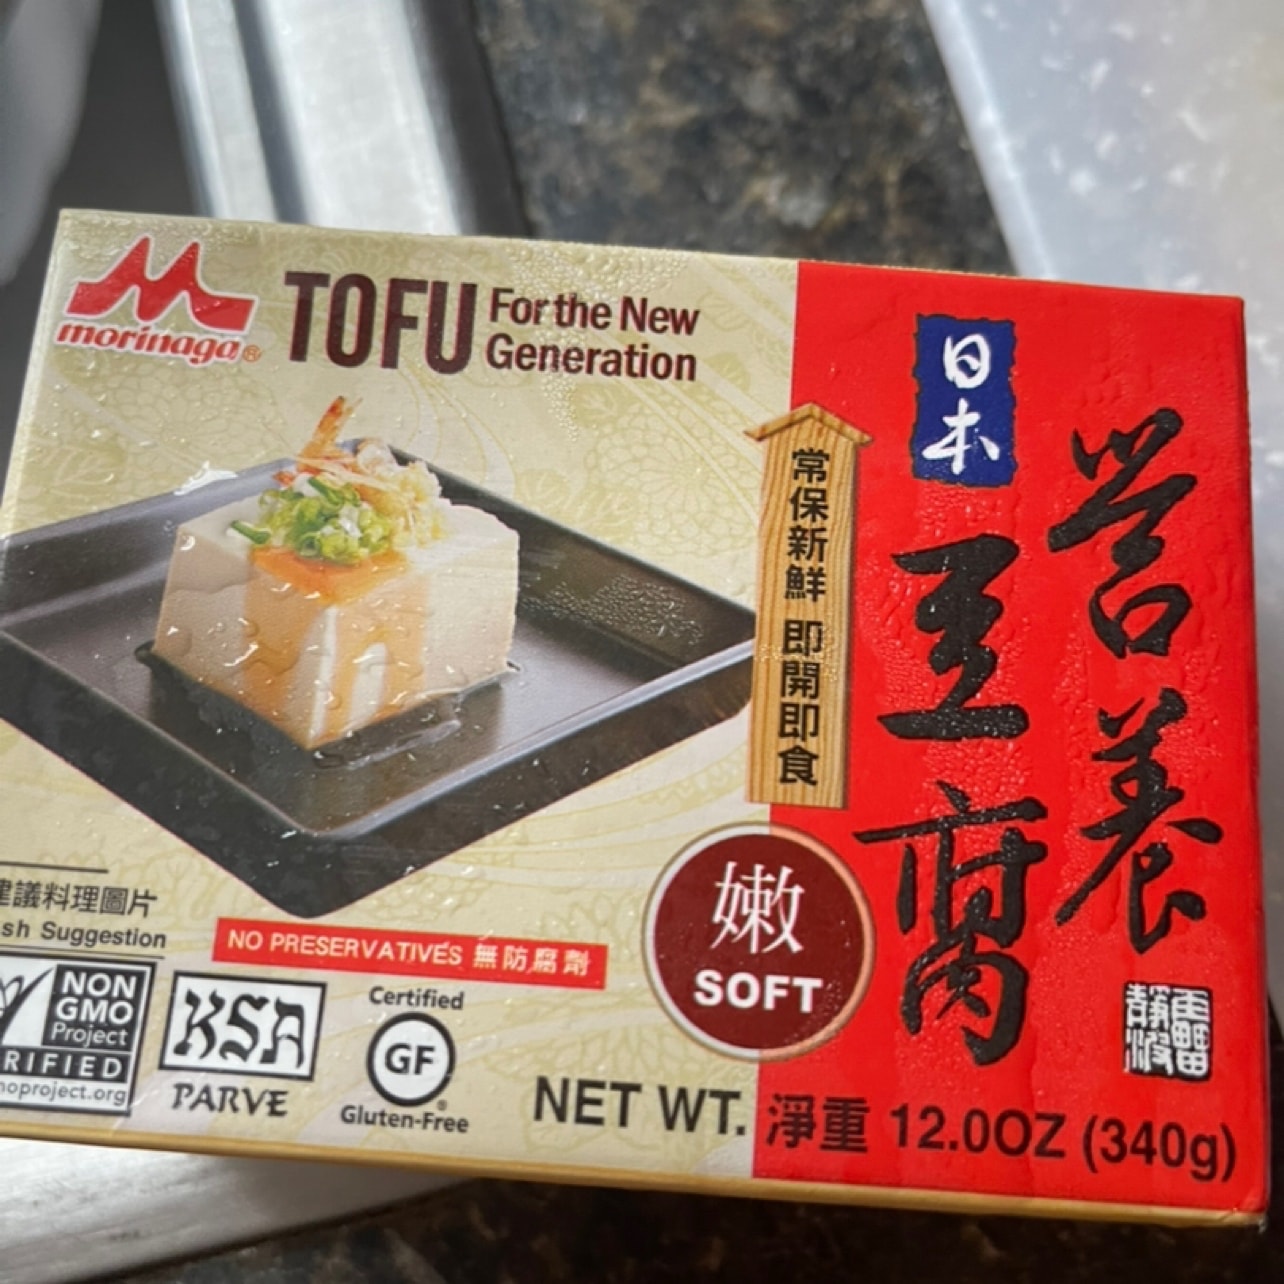 morinaga®
TOFU For the New Generation
日本
營養
豆腐
常保新鮮 即開即食
嫩
SOFT
建議料理圖片
sh Suggestion
NO PRESERVATIVES 無防腐劑
NON
GMO
Project
RIFIED
noproject.org
KSA
PARVE
Certified
GF®
Gluten-Free
NET WT. 淨重 12.0OZ (340g)